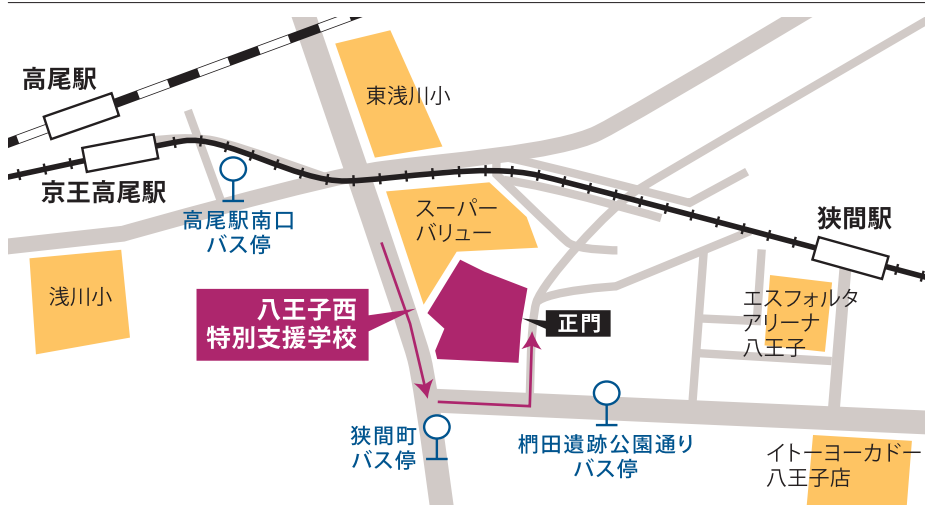 高尾駅
東浅川小
京王高尾駅
高尾駅南口
バス停
スーパー
バリュー
狭間駅
浅川小
八王子西
特別支援学校
正門
エスフォルタ
アリーナ
八王子
狭間町
バス停
椚田遺跡公園通り
バス停
イトーヨーカドー
八王子店